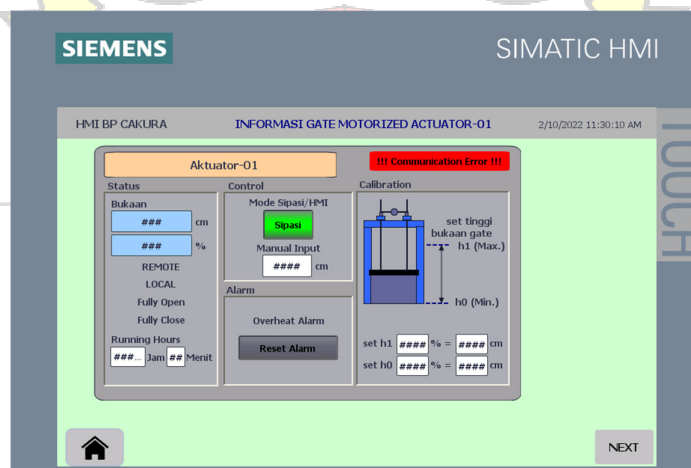 SIEMENS
SIMATIC HMI
TOUCH
HMI BP CAKURA
INFORMASI GATE MOTORIZED ACTUATOR-01
2/10/2022 11:30:10 AM
Aktuator-01
!!! Communication Error !!!
Status
Bukaan
### cm
### %
REMOTE
LOCAL
Fully Open
Fully Close
Running Hours
###... Jam ## Menit
Control
Mode Sipasi/HMI
Sipasi
Manual Input
#### cm
Alarm
Overheat Alarm
Reset Alarm
Calibration
set tinggi
bukaan gate
h1 (Max.)
h0 (Min.)
set h1 #### % = #### cm
set h0 #### % = #### cm
NEXT